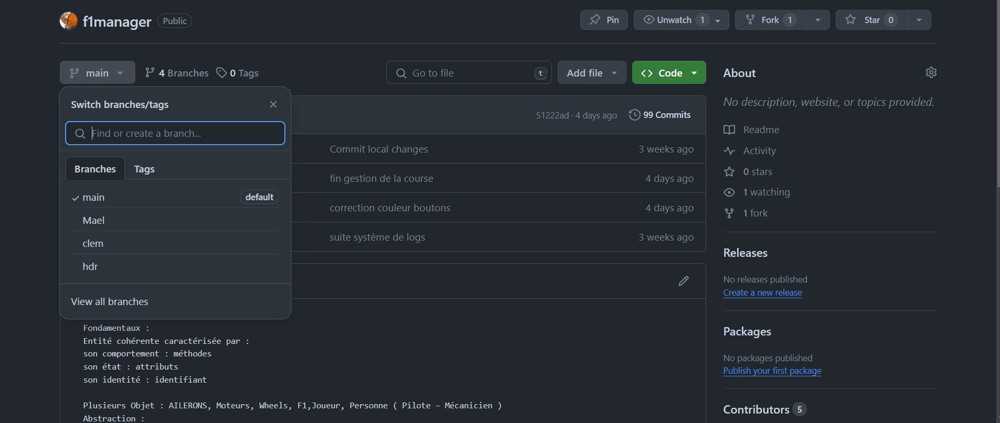 f1manager Public
Pin
Unwatch 1
Fork 1
Star 0
main
4 Branches
0 Tags
Go to file t
Add file
Code
Switch branches/tags
Find or create a branch...
Branches
Tags
main default
Mael
clem
hdr
View all branches
51222ad · 4 days ago
99 Commits
Commit local changes 3 weeks ago
fin gestion de la course 4 days ago
correction couleur boutons 4 days ago
suite système de logs 3 weeks ago
Fondamentaux :
Entité cohérente caractérisée par :
son comportement : méthodes
son état : attributs
son identité : identifiant
Plusieurs Objet : AILERONS, Moteurs, Wheels, F1,Joueur, Personne ( Pilote – Mécanicien )
Abstraction :
About
No description, website, or topics provided.
Readme
Activity
0 stars
1 watching
1 fork
Releases
No releases published
Create a new release
Packages
No packages published
Publish your first package
Contributors 5